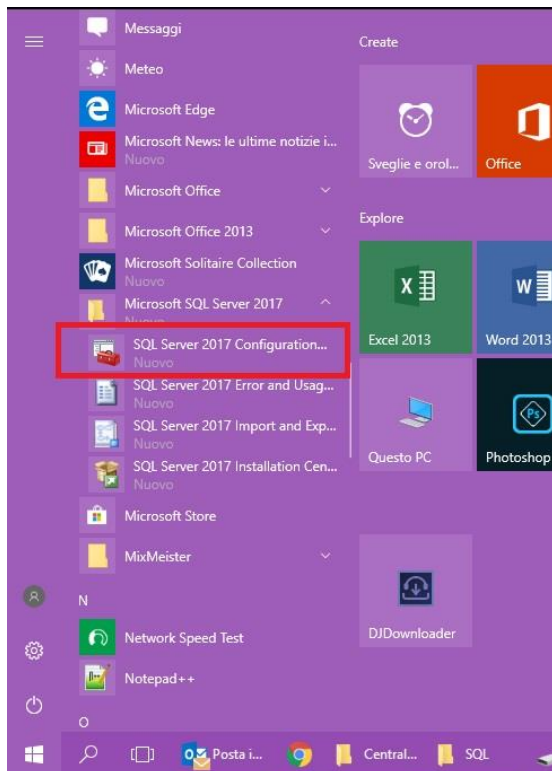 Messaggi
Meteo
Microsoft Edge
Microsoft News: le ultime notizie i...
Nuovo
Microsoft Office
Microsoft Office 2013
Microsoft Solitaire Collection
Nuovo
Microsoft SQL Server 2017
Nuovo
SQL Server 2017 Configuration...
Nuovo
SQL Server 2017 Error and Usag...
Nuovo
SQL Server 2017 Import and Exp...
Nuovo
SQL Server 2017 Installation Cen...
Nuovo
Microsoft Store
MixMeister
N
Network Speed Test
Notepad++
O
Create
Sveglie e orol...
Office
Explore
Excel 2013
Word 2013
Questo PC
Ps
Photoshop
DJDownloader
Posta i...
Central...
SQL